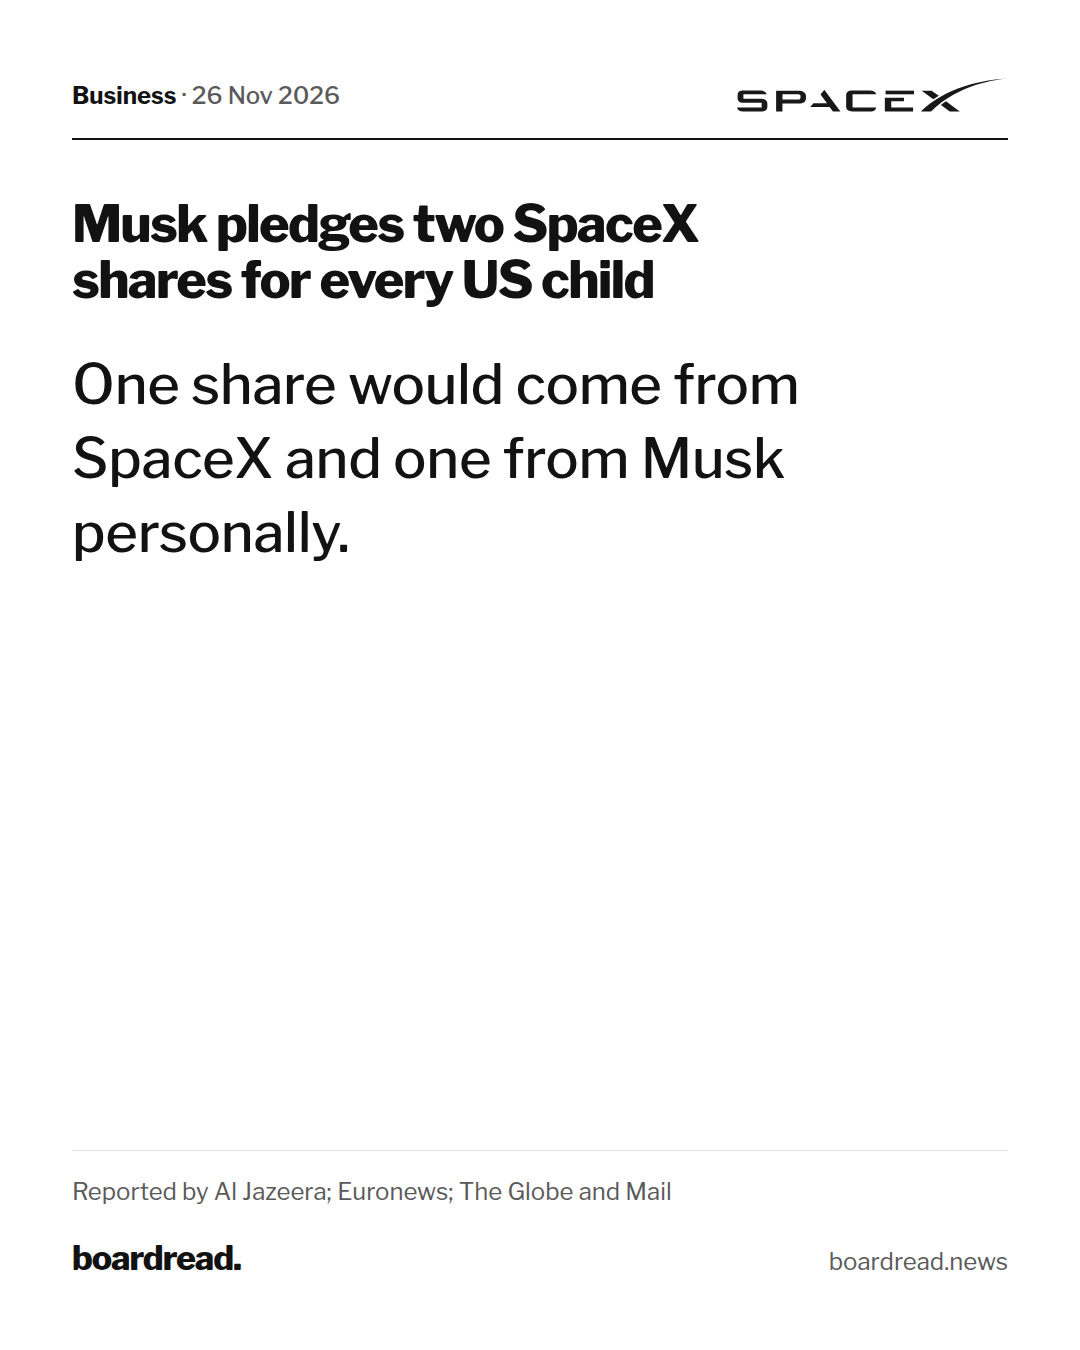 Business · 26 Nov 2026
SPACEX
Musk pledges two SpaceX
shares for every US child
One share would come from
SpaceX and one from Musk
personally.
Reported by Al Jazeera; Euronews; The Globe and Mail
boardread.
boardread.news